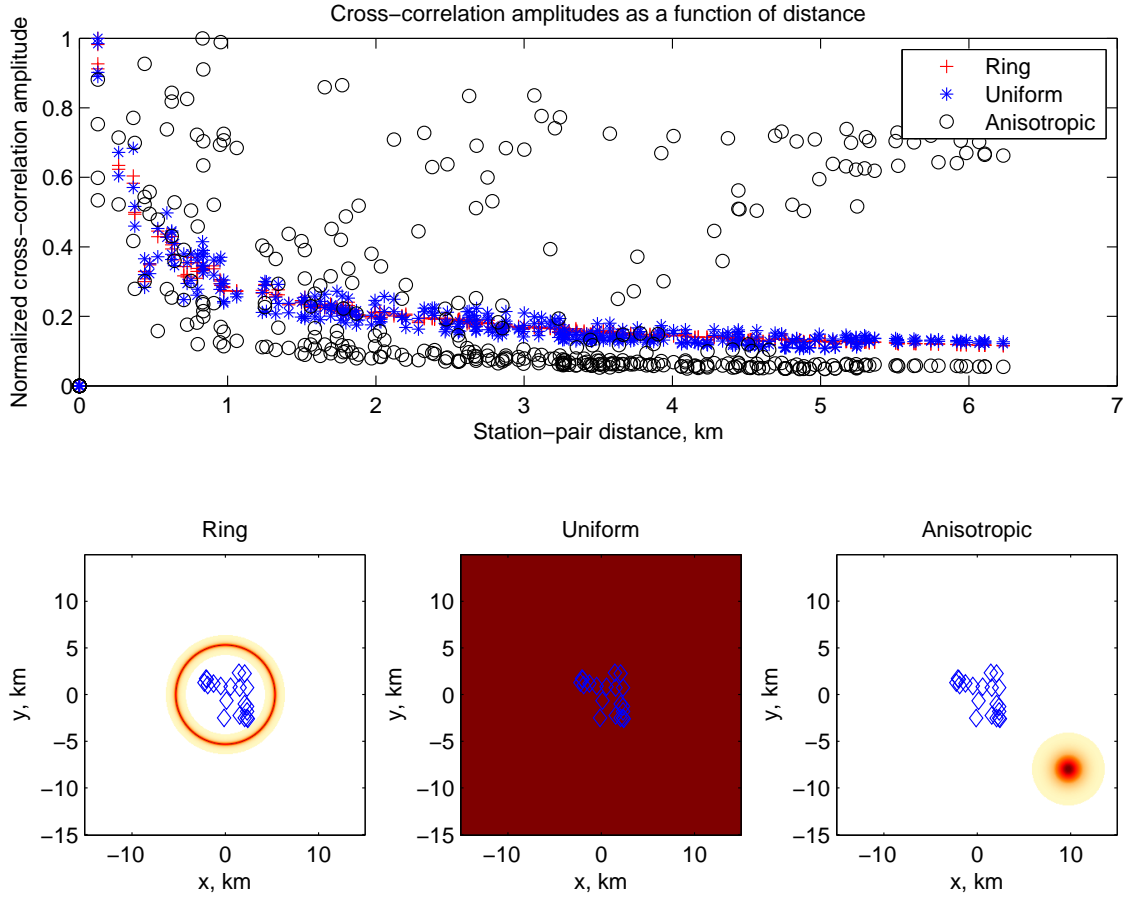 Cross−correlation amplitudes as a function of distance
Normalized cross−correlation amplitude
1
0.8
0.6
0.4
0.2
0
Ring
Uniform
Anisotropic
0 1 2 3 4 5 6 7
Station−pair distance, km
Ring
y, km
10
5
0
−5
−10
−15
−10 0 10
x, km
Uniform
y, km
10
5
0
−5
−10
−15
−10 0 10
x, km
Anisotropic
y, km
10
5
0
−5
−10
−15
−10 0 10
x, km